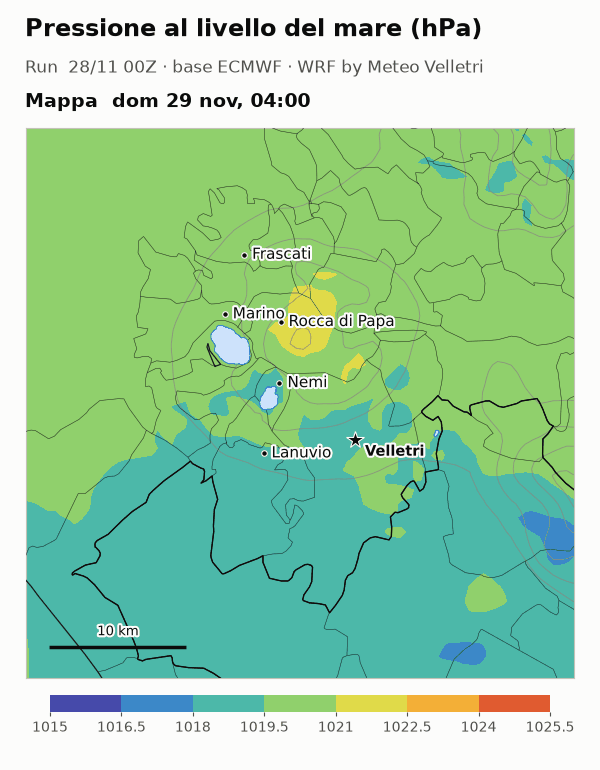 Pressione al livello del mare (hPa)
Run  28/11 00Z · base ECMWF · WRF by Meteo Velletri
Mappa  dom 29 nov, 04:00
Frascati
Marino
Rocca di Papa
Nemi
Velletri
Lanuvio
10 km
1015 1016.5 1018 1019.5 1021 1022.5 1024 1025.5